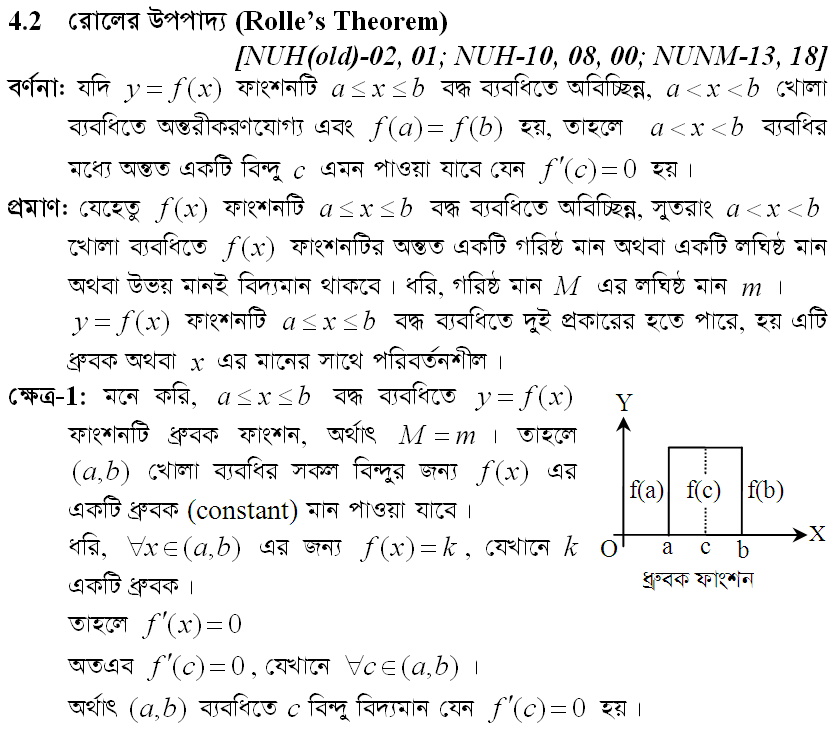 4.2 রোলের উপপাদ্য (Rolle’s Theorem)
[NUH(old)-02, 01; NUH-10, 08, 00; NUNM-13, 18]
বর্ণনা: যদি y = f(x) ফাংশনটি a ≤ x ≤ b বদ্ধ ব্যবধিতে অবিচ্ছিন্ন, a < x < b খোলা
ব্যবধিতে অন্তরীকরণযোগ্য এবং f(a) = f(b) হয়, তাহলে a < x < b ব্যবধির
মধ্যে অন্তত একটি বিন্দু c এমন পাওয়া যাবে যেন f′(c) = 0 হয় ।
প্রমাণ: যেহেতু f(x) ফাংশনটি a ≤ x ≤ b বদ্ধ ব্যবধিতে অবিচ্ছিন্ন, সুতরাং a < x < b
খোলা ব্যবধিতে f(x) ফাংশনটির অন্তত একটি গরিষ্ঠ মান অথবা একটি লঘিষ্ঠ মান
অথবা উভয় মানই বিদ্যমান থাকবে । ধরি, গরিষ্ঠ মান M এর লঘিষ্ঠ মান m ।
y = f(x) ফাংশনটি a ≤ x ≤ b বদ্ধ ব্যবধিতে দুই প্রকারের হতে পারে, হয় এটি
ধ্রুবক অথবা x এর মানের সাথে পরিবর্তনশীল ।
ক্ষেত্র-1: মনে করি, a ≤ x ≤ b বদ্ধ ব্যবধিতে y = f(x)
ফাংশনটি ধ্রুবক ফাংশন, অর্থাৎ M = m । তাহলে
(a,b) খোলা ব্যবধির সকল বিন্দুর জন্য f(x) এর
একটি ধ্রুবক (constant) মান পাওয়া যাবে ।
ধরি, ∀x∈(a,b) এর জন্য f(x) = k , যেখানে k
একটি ধ্রুবক ।
তাহলে f′(x) = 0
অতএব f′(c) = 0 , যেখানে ∀c∈(a,b) ।
অর্থাৎ (a,b) ব্যবধিতে c বিন্দু বিদ্যমান যেন f′(c) = 0 হয় ।
Y
f(a) f(c) f(b)
O a c b X
ধ্রুবক ফাংশন